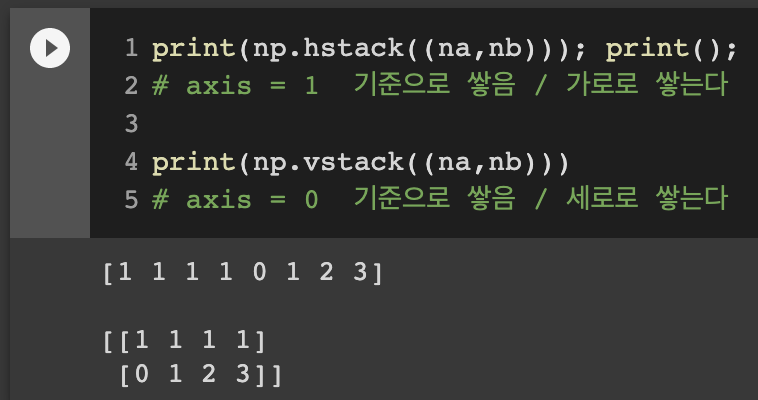 1 print(np.hstack((na,nb))); print();
2 # axis = 1  기준으로 쌓음 / 가로로 쌓는다
3
4 print(np.vstack((na,nb)))
5 # axis = 0  기준으로 쌓음 / 세로로 쌓는다
[1 1 1 1 0 1 2 3]
[[1 1 1 1]
 [0 1 2 3]]